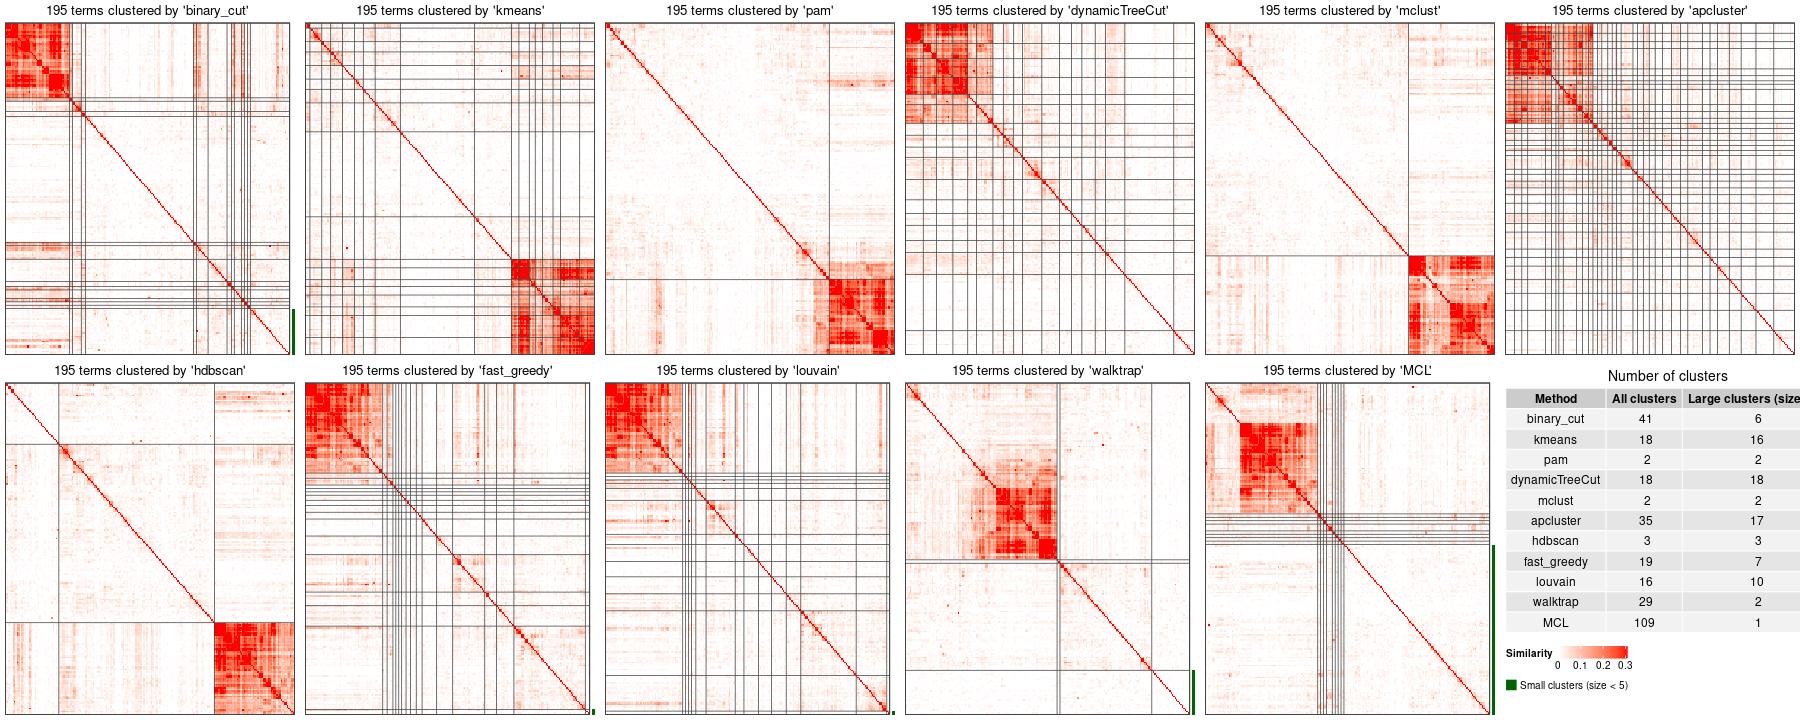 195 terms clustered by 'binary_cut'
195 terms clustered by 'kmeans'
195 terms clustered by 'pam'
195 terms clustered by 'dynamicTreeCut'
195 terms clustered by 'mclust'
195 terms clustered by 'apcluster'
195 terms clustered by 'hdbscan'
195 terms clustered by 'fast_greedy'
195 terms clustered by 'louvain'
195 terms clustered by 'walktrap'
195 terms clustered by 'MCL'
Number of clusters
Method All clusters Large clusters (size
binary_cut 41 6
kmeans 18 16
pam 2 2
dynamicTreeCut 18 18
mclust 2 2
apcluster 35 17
hdbscan 3 3
fast_greedy 19 7
louvain 16 10
walktrap 29 2
MCL 109 1
Similarity
0 0.1 0.2 0.3
Small clusters (size < 5)